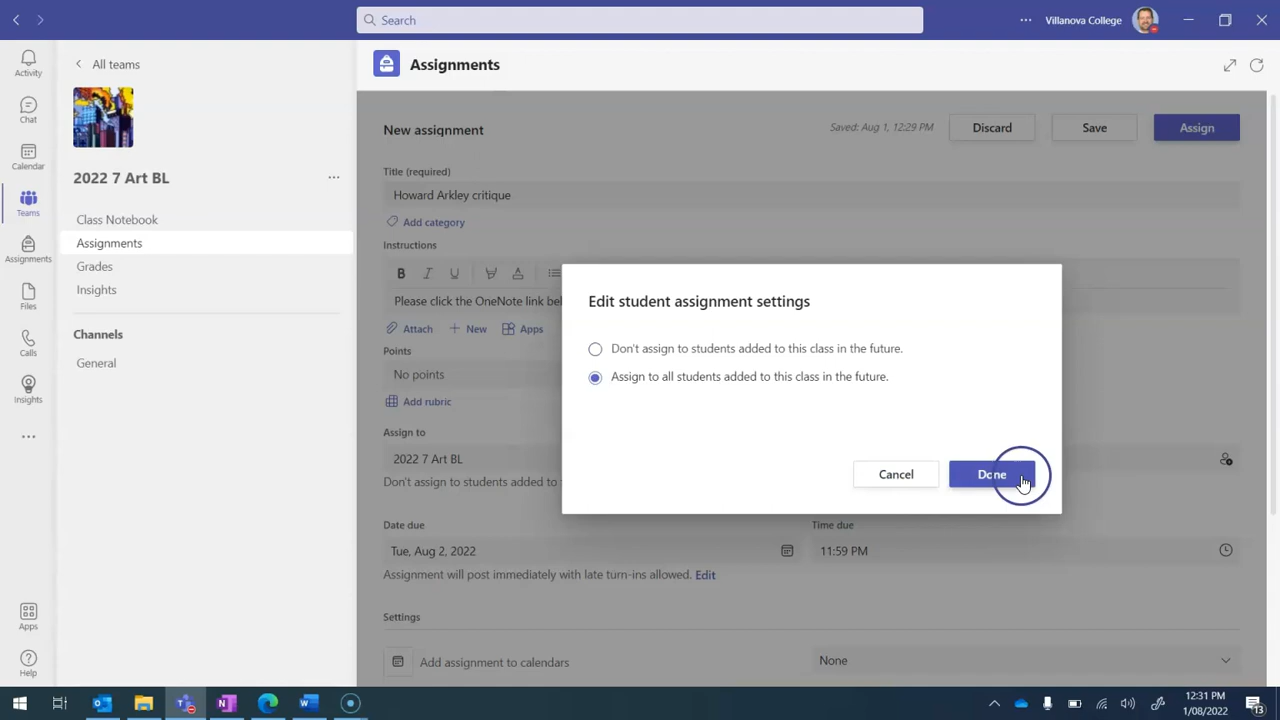 Search
Villanova College
Activity
Chat
Calendar
Teams
Assignments
Files
Calls
Insights
Apps
Help
All teams
2022 7 Art BL
Class Notebook
Assignments
Grades
Insights
Channels
General
Assignments
New assignment
Saved: Aug 1, 12:29 PM
Discard
Save
Assign
Title (required)
Howard Arkley critique
Add category
Instructions
B I U
Please click the OneNote link bel
Attach
New
Apps
Points
No points
Add rubric
Assign to
2022 7 Art BL
Don't assign to students added to
Edit student assignment settings
Don't assign to students added to this class in the future.
Assign to all students added to this class in the future.
Cancel
Done
Date due
Tue, Aug 2, 2022
Time due
11:59 PM
Assignment will post immediately with late turn-ins allowed. Edit
Settings
Add assignment to calendars
None
12:31 PM
1/08/2022
13